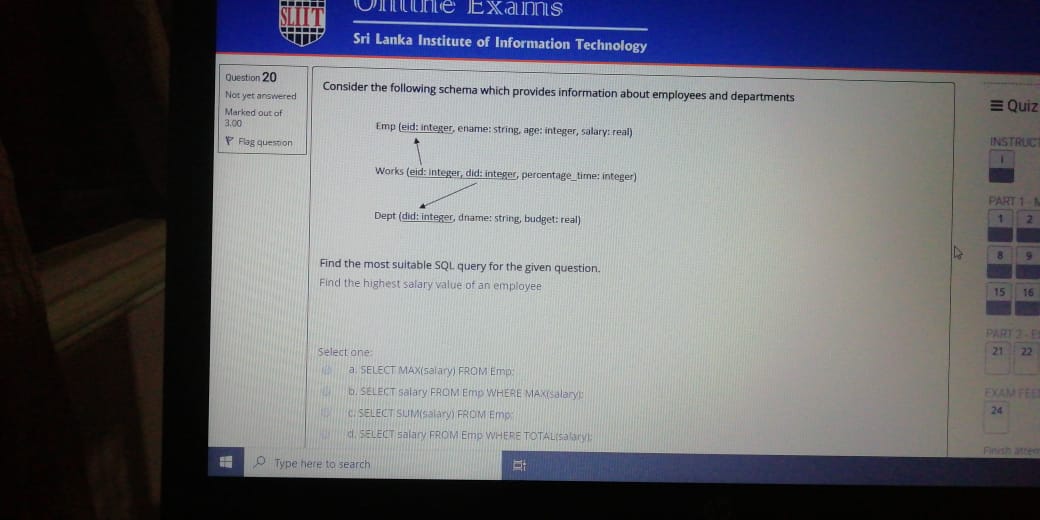 SLIIT
Online Exams
Sri Lanka Institute of Information Technology
Question 20
Not yet answered
Marked out of
3.00
Flag question
Consider the following schema which provides information about employees and departments
Emp (eid: integer, ename: string, age: integer, salary: real)
Works (eid: integer, did: integer, percentage_time: integer)
Dept (did: integer, dname: string, budget: real)
Find the most suitable SQL query for the given question.
Find the highest salary value of an employee
Select one:
a. SELECT MAX(salary) FROM Emp;
b. SELECT salary FROM Emp WHERE MAX(salary);
c. SELECT SUM(salary) FROM Emp;
d. SELECT salary FROM Emp WHERE TOTAL(salary);
Quiz
INSTRUCT
i
PART 1 - M
1 2
8 9
15 16
PART 2 - E
21 22
EXAM FEE
24
Finish
Type here to search